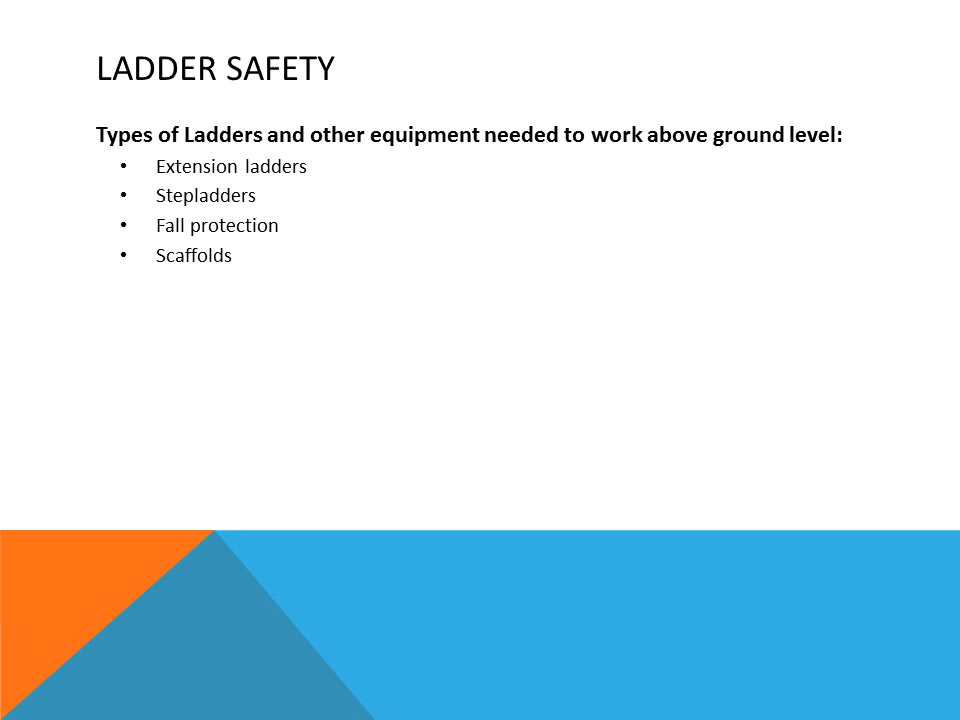 LADDER SAFETY
Types of Ladders and other equipment needed to work above ground level:
• Extension ladders
• Stepladders
• Fall protection
• Scaffolds